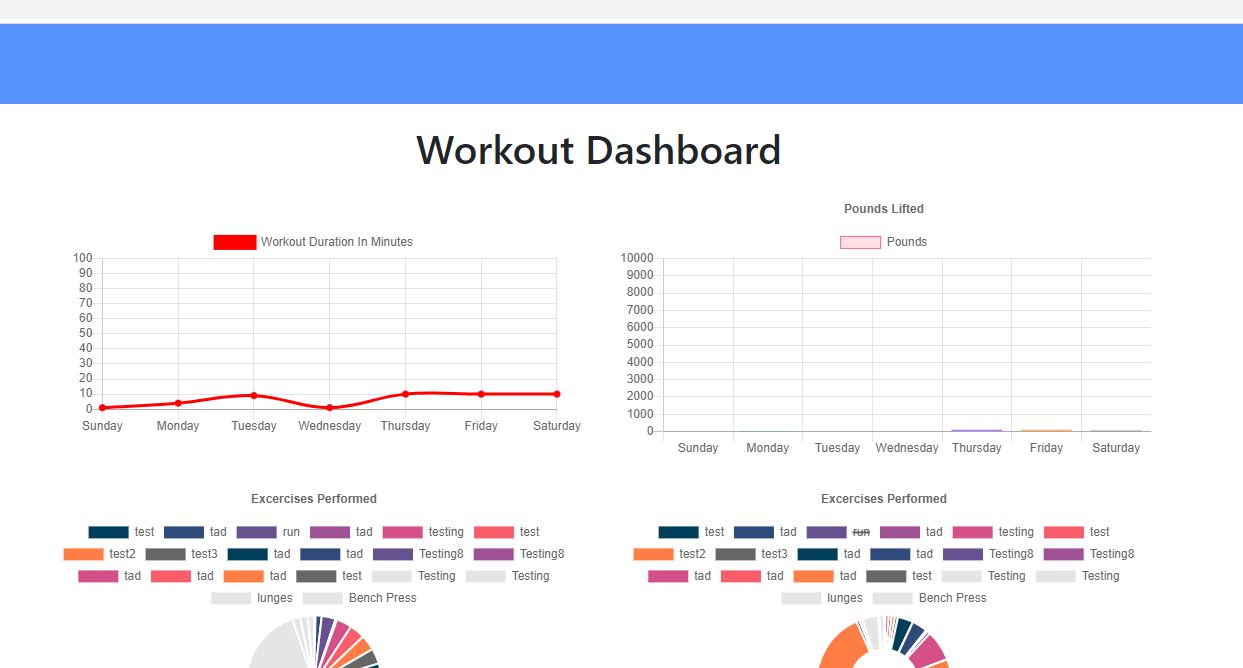 Workout Dashboard
Workout Duration In Minutes
100
90
80
70
60
50
40
30
20
10
0
Sunday Monday Tuesday Wednesday Thursday Friday Saturday
Pounds Lifted
Pounds
10000
9000
8000
7000
6000
5000
4000
3000
2000
1000
0
Sunday Monday Tuesday Wednesday Thursday Friday Saturday
Excercises Performed
test tad run tad testing test
test2 test3 tad tad Testing8 Testing8
tad tad tad test Testing Testing
lunges Bench Press
Excercises Performed
test tad run tad testing test
test2 test3 tad tad Testing8 Testing8
tad tad tad test Testing Testing
lunges Bench Press